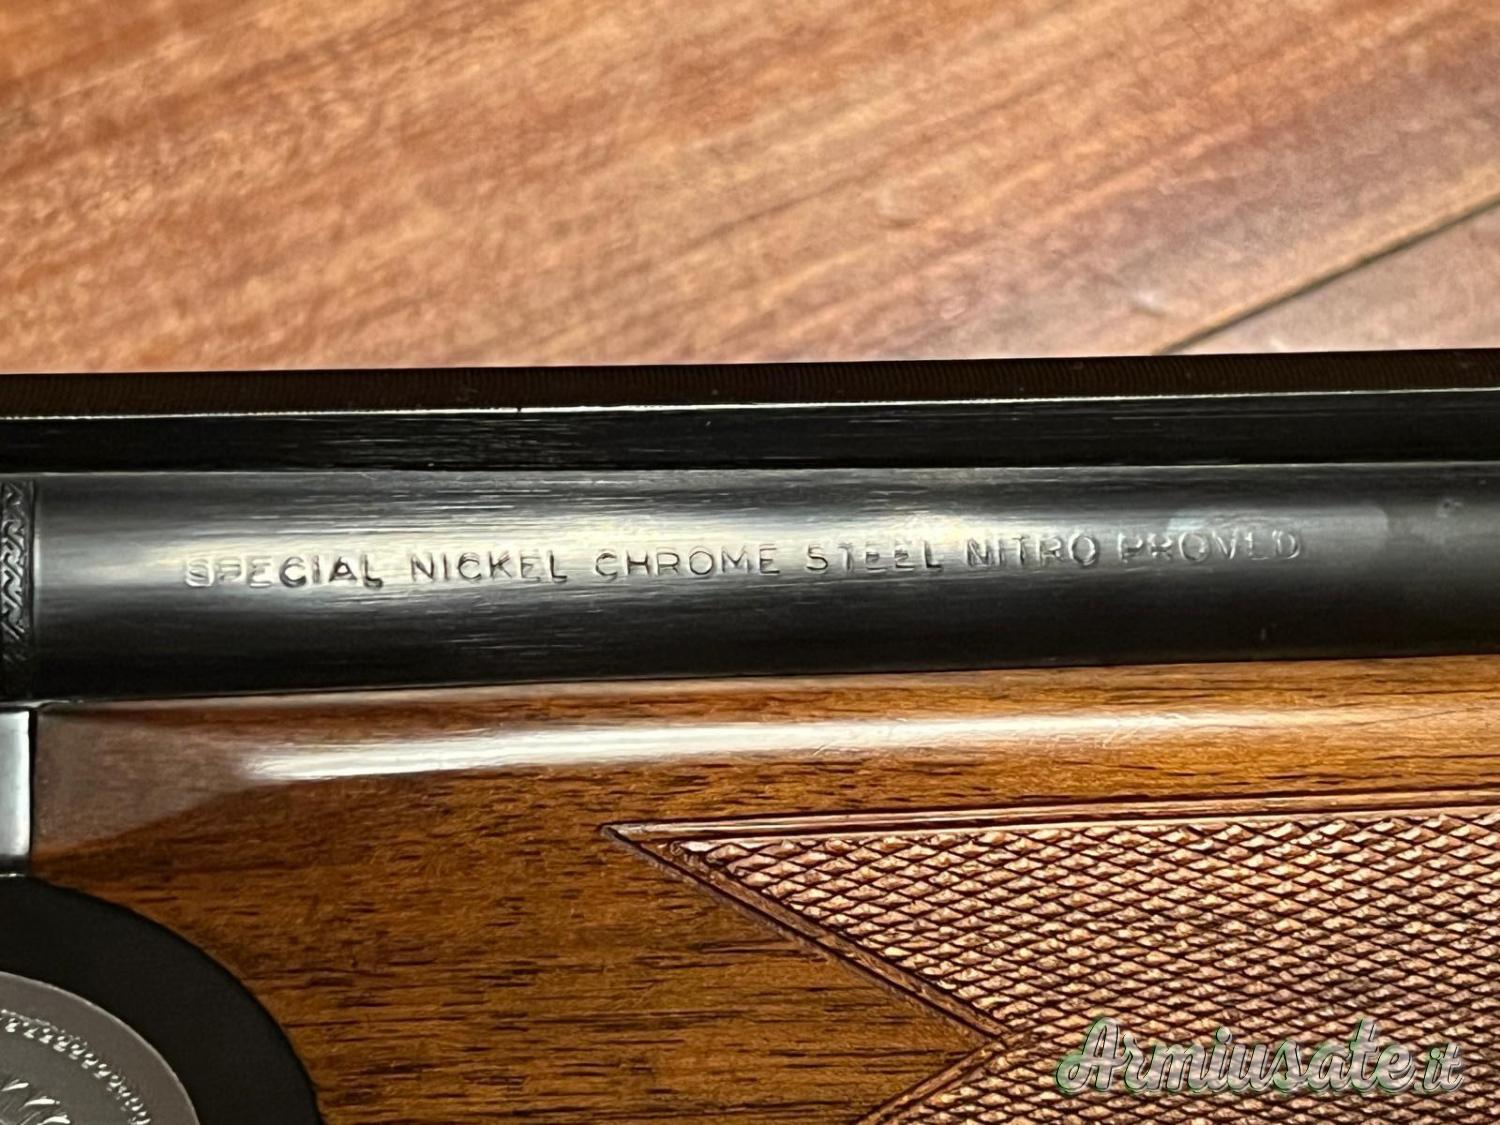 SPECIAL NICKEL CHROME STEEL NITRO PROVED
Armiusate.it